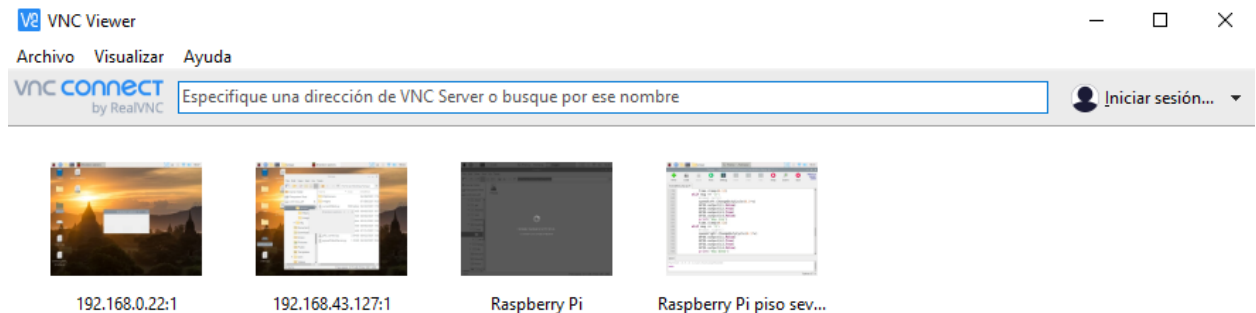 VNC Viewer
Archivo Visualizar Ayuda
vnc connect
by RealVNC
Especifique una dirección de VNC Server o busque por ese nombre
Iniciar sesión...
192.168.0.22:1
192.168.43.127:1
Raspberry Pi
Raspberry Pi piso sev...